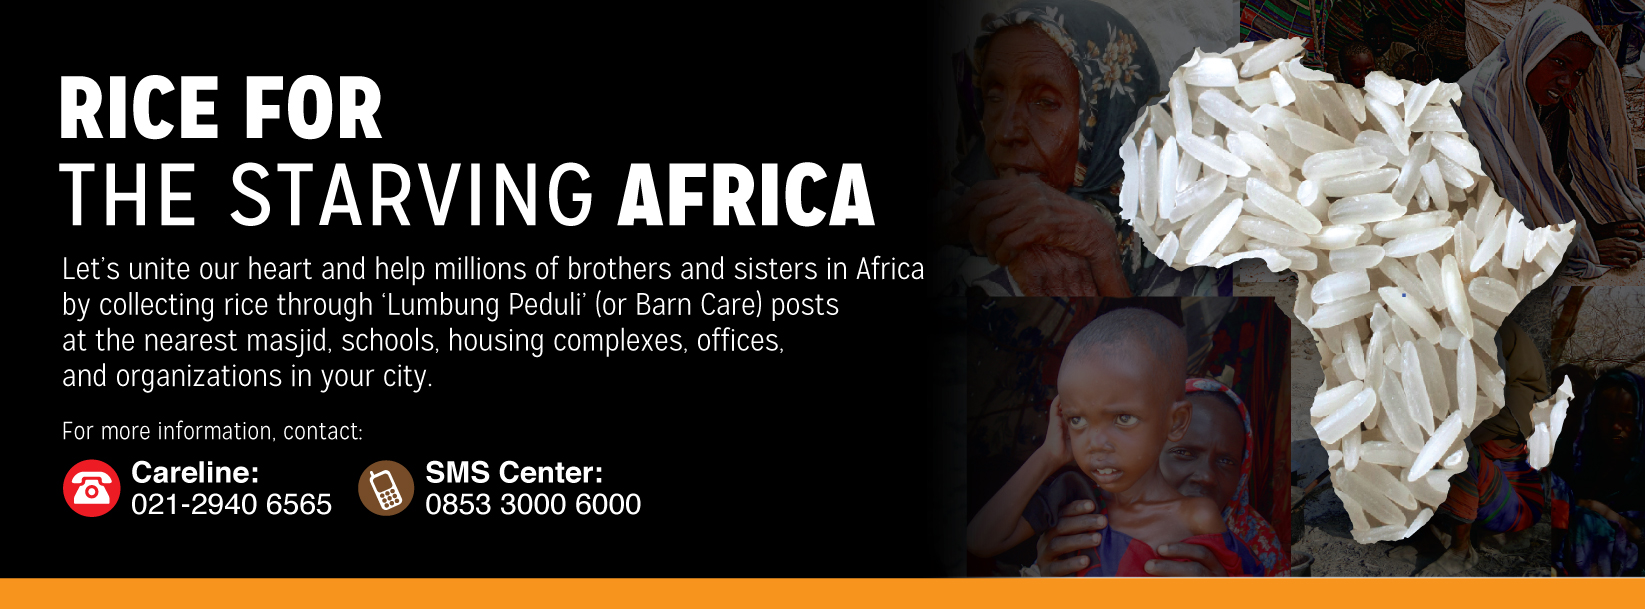 RICE FOR
THE STARVING AFRICA
Let's unite our heart and help millions of brothers and sisters in Africa
by collecting rice through ‘Lumbung Peduli’ (or Barn Care) posts
at the nearest masjid, schools, housing complexes, offices,
and organizations in your city.
For more information, contact:
Careline:
021-2940 6565
SMS Center:
0853 3000 6000